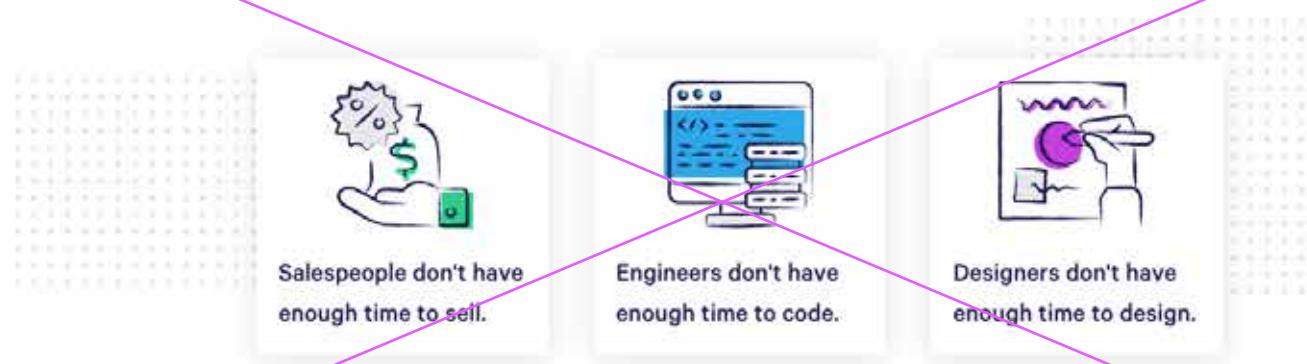 Salespeople don't have
enough time to sell.
Engineers don't have
enough time to code.
Designers don't have
enough time to design.